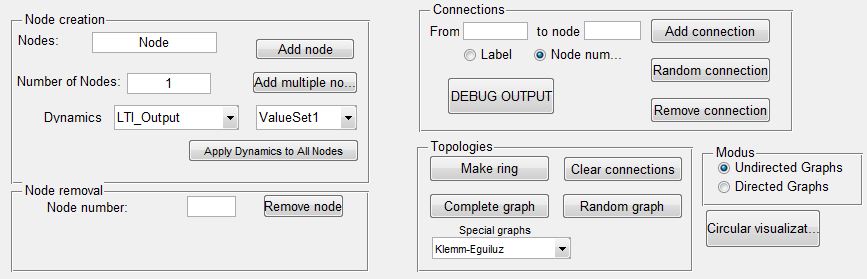 Node creation
Nodes:
Node
Add node
Number of Nodes:
1
Add multiple no...
Dynamics
LTI_Output
ValueSet1
Apply Dynamics to All Nodes
Node removal
Node number:
Remove node
Connections
From
to node
Add connection
Label
Node num...
Random connection
DEBUG OUTPUT
Remove connection
Topologies
Make ring
Clear connections
Complete graph
Random graph
Special graphs
Klemm-Eguiluz
Modus
Undirected Graphs
Directed Graphs
Circular visualizat...